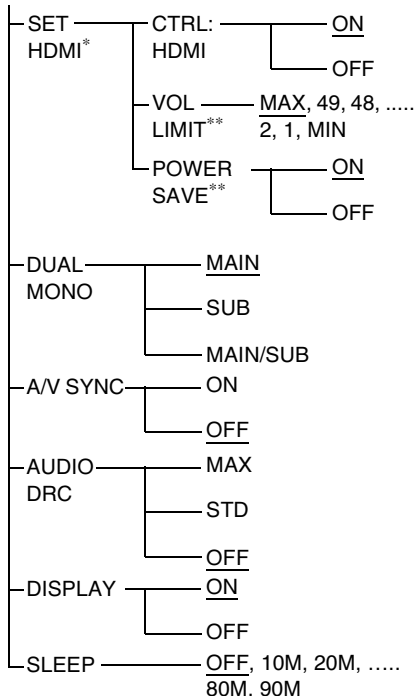 SET
HDMI*
CTRL:
HDMI
ON
OFF
VOL
LIMIT**
MAX, 49, 48, .....
2, 1, MIN
POWER
SAVE**
ON
OFF
DUAL
MONO
MAIN
SUB
MAIN/SUB
A/V SYNC
ON
OFF
AUDIO
DRC
MAX
STD
OFF
DISPLAY
ON
OFF
SLEEP
OFF, 10M, 20M, .....
80M, 90M